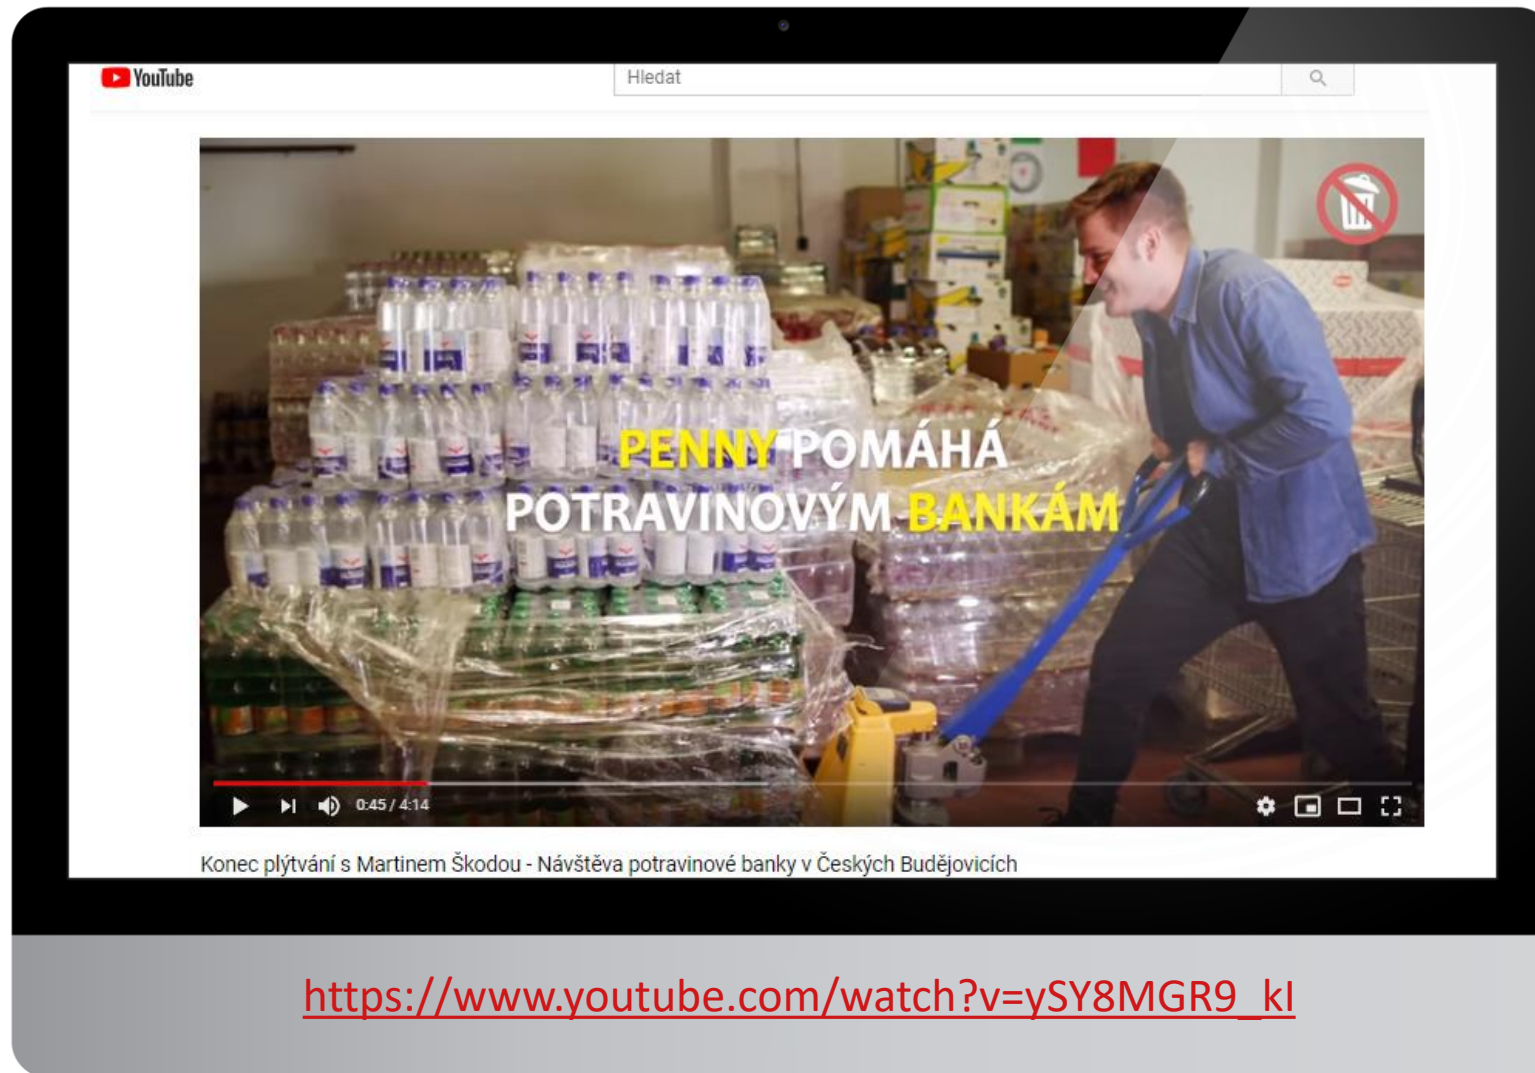 YouTube
Hledat
PENNY POMÁHÁ
POTRAVINOVÝM BANKÁM
0:45 / 4:14
Konec plýtvání s Martinem Škodou - Návštěva potravinové banky v Českých Budějovicích
https://www.youtube.com/watch?v=ySY8MGR9_kI